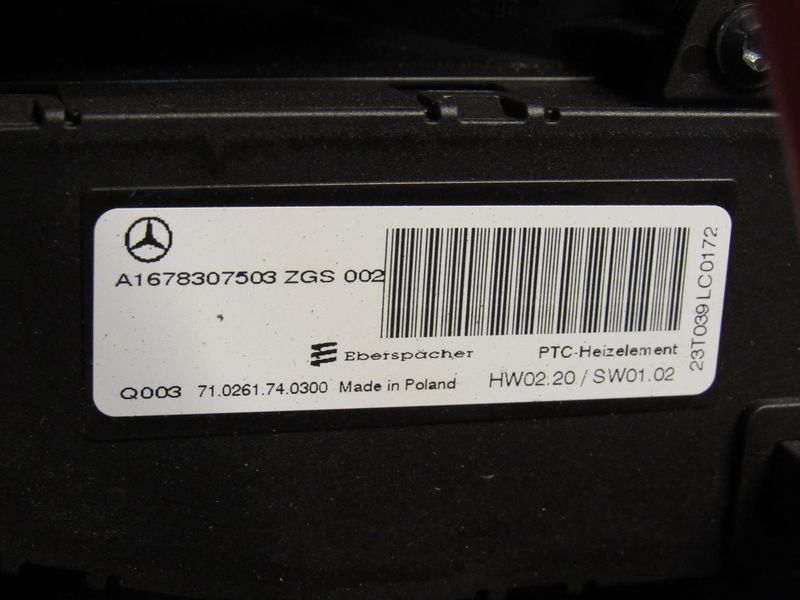 A1678307503 ZGS 002
Eberspächer
PTC-Heizelement
Q003 71.0261.74.0300 Made in Poland
HW02.20 / SW01.02
23T039LC0172